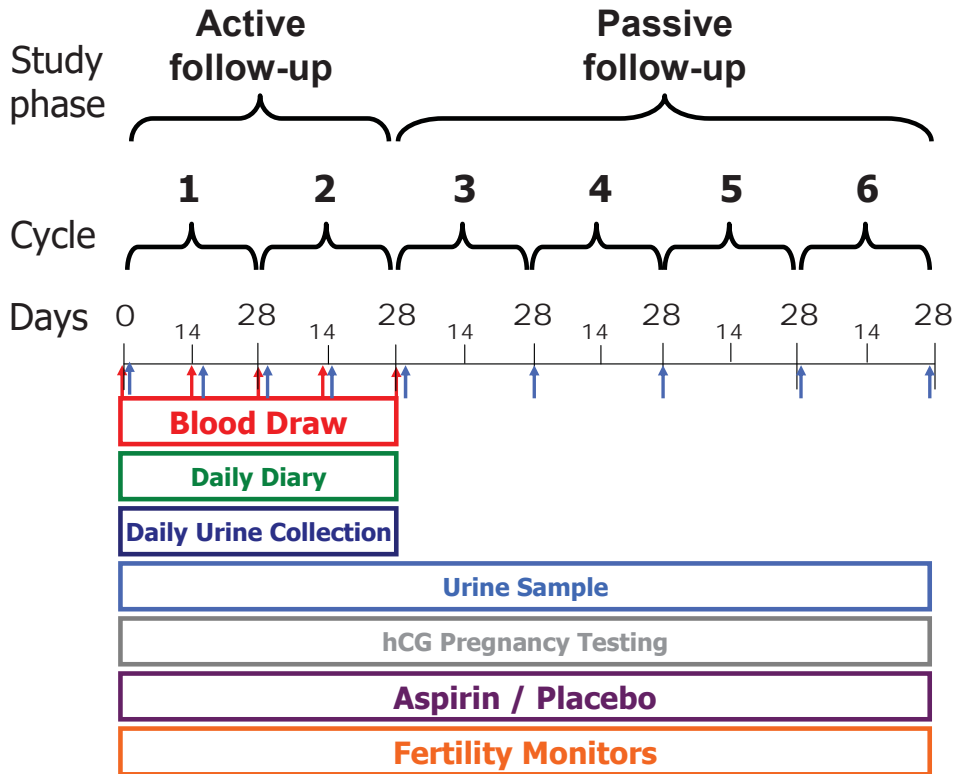 Study phase
Active follow-up
Passive follow-up
Cycle
1 2 3 4 5 6
Days
0 14 28 14 28 14 28 14 28 14 28 14 28
Blood Draw
Daily Diary
Daily Urine Collection
Urine Sample
hCG Pregnancy Testing
Aspirin / Placebo
Fertility Monitors